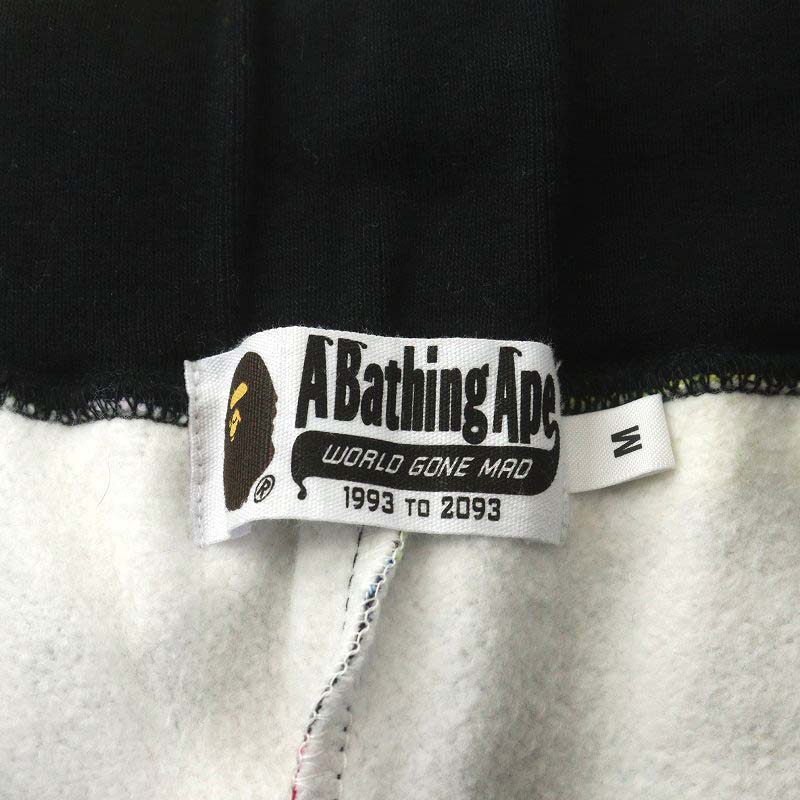 A Bathing Ape
®
WORLD GONE MAD
1993 TO 2093
M